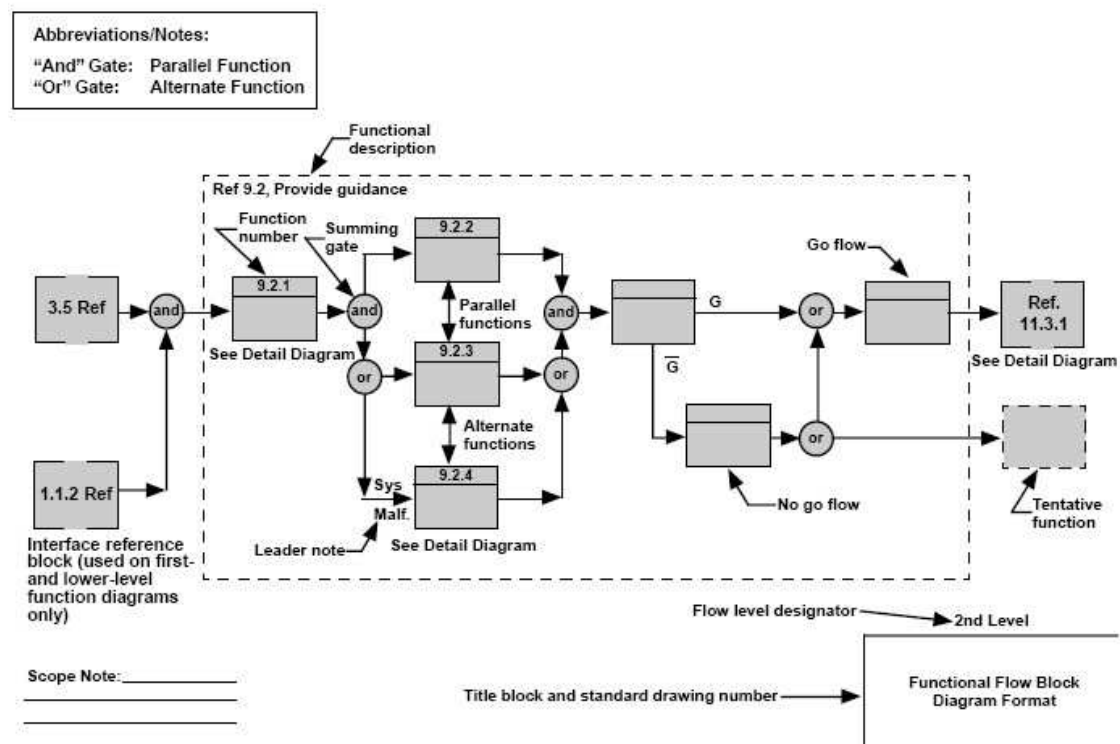 Abbreviations/Notes:
“And” Gate: Parallel Function
“Or” Gate: Alternate Function
Functional
description
Ref 9.2, Provide guidance
Function
number
Summing
gate
9.2.2
Go flow
3.5 Ref
and
9.2.1
and
Parallel
functions
and
G
or
Ref.
11.3.1
See Detail Diagram
See Detail Diagram
9.2.3
or
or
G
Alternate
functions
or
1.1.2 Ref
Sys
Malf.
9.2.4
No go flow
Tentative
function
Leader note
See Detail Diagram
Interface reference
block (used on first-
and lower-level
function diagrams
only)
Flow level designator
2nd Level
Scope Note:
Title block and standard drawing number
Functional Flow Block
Diagram Format